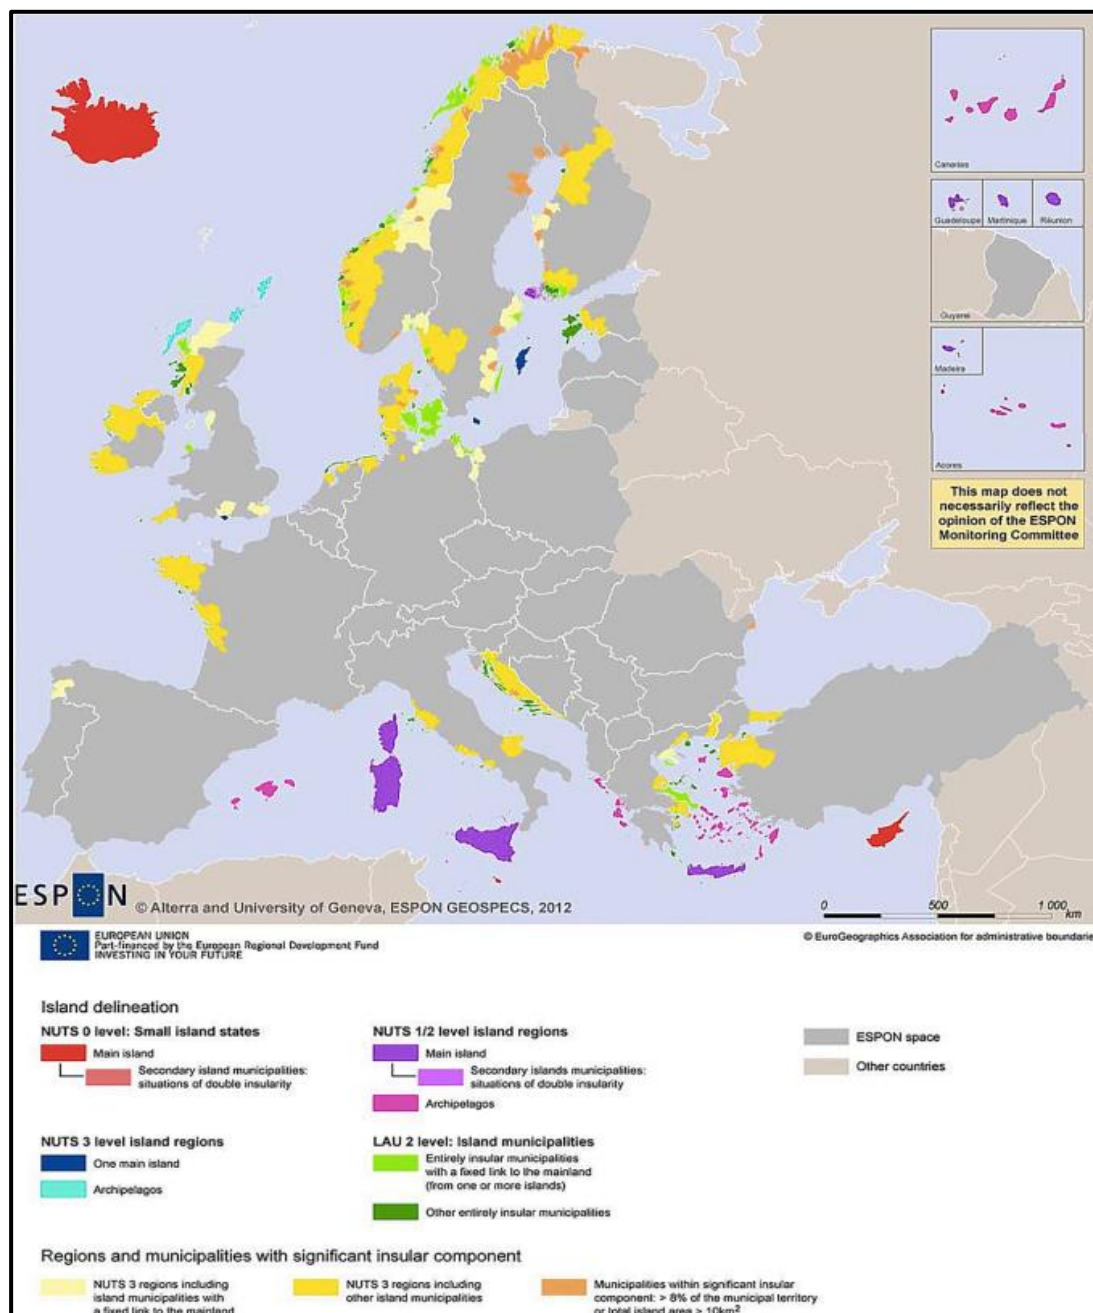 Canaries
Guadeloupe
Martinique
Réunion
Guyane
Madeira
Acores
This map does not
necessarily reflect the
opinion of the ESPON
Monitoring Committee
ESPON
© Alterra and University of Geneva, ESPON GEOSPECS, 2012
0
500
1 000
km
EUROPEAN UNION
Part-financed by the European Regional Development Fund
INVESTING IN YOUR FUTURE
© EuroGeographics Association for administrative boundarie
Island delineation
NUTS 0 level: Small island states
Main island
Secondary island municipalities:
situations of double insularity
NUTS 1/2 level island regions
Main island
Secondary islands municipalities:
situations of double insularity
Archipelagos
ESPON space
Other countries
NUTS 3 level island regions
One main island
Archipelagos
LAU 2 level: Island municipalities
Entirely insular municipalities
with a fixed link to the mainland
(from one or more islands)
Other entirely insular municipalities
Regions and municipalities with significant insular component
NUTS 3 regions including
island municipalities with
a fixed link to the mainland
NUTS 3 regions including
other island municipalities
Municipalities within significant insular
component: > 8% of the municipal territory
or total island area > 10km²